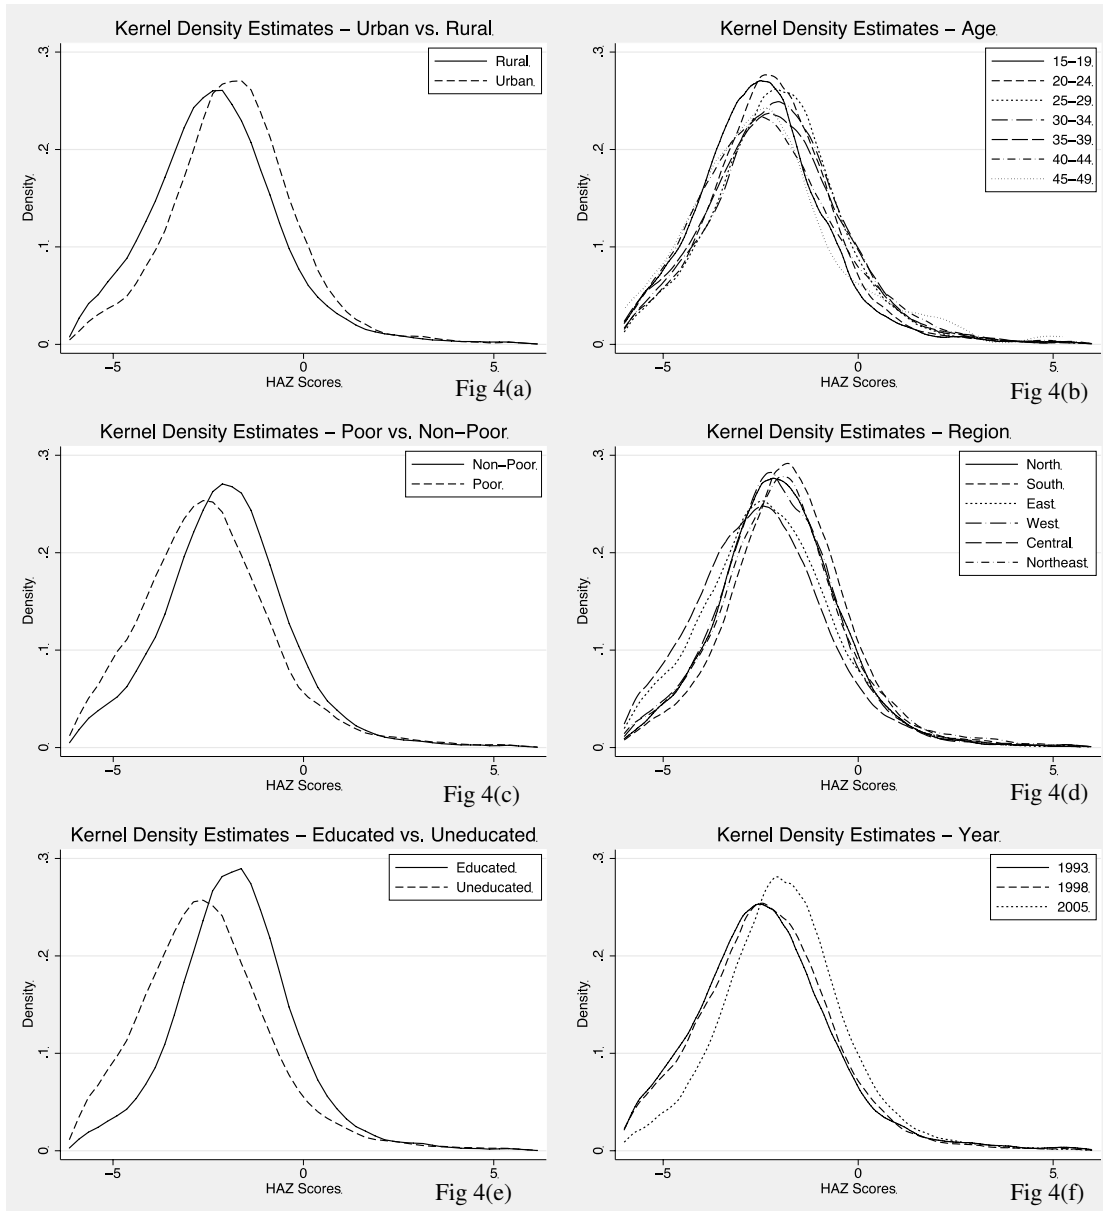 Kernel Density Estimates – Urban vs. Rural.
.3.
.2.
.1.
0.
Density.
Rural.
Urban.
–5
0
5.
HAZ Scores.
Fig 4(a)
Kernel Density Estimates – Age.
.3.
.2.
.1.
0.
Density.
15–19.
20–24.
25–29.
30–34.
35–39.
40–44.
45–49.
–5
0
5.
HAZ Scores.
Fig 4(b)
Kernel Density Estimates – Poor vs. Non–Poor.
.3.
.2.
.1.
0.
Density.
Non–Poor.
Poor.
–5
0
5.
HAZ Scores.
Fig 4(c)
Kernel Density Estimates – Region.
.3.
.2.
.1.
0.
Density.
North.
South.
East.
West.
Central.
Northeast.
–5
0
5.
HAZ Scores.
Fig 4(d)
Kernel Density Estimates – Educated vs. Uneducated.
.3.
.2.
.1.
0.
Density.
Educated.
Uneducated.
–5
0
5.
HAZ Scores.
Fig 4(e)
Kernel Density Estimates – Year.
.3.
.2.
.1.
0.
Density.
1993.
1998.
2005.
–5
0
5.
HAZ Scores.
Fig 4(f)